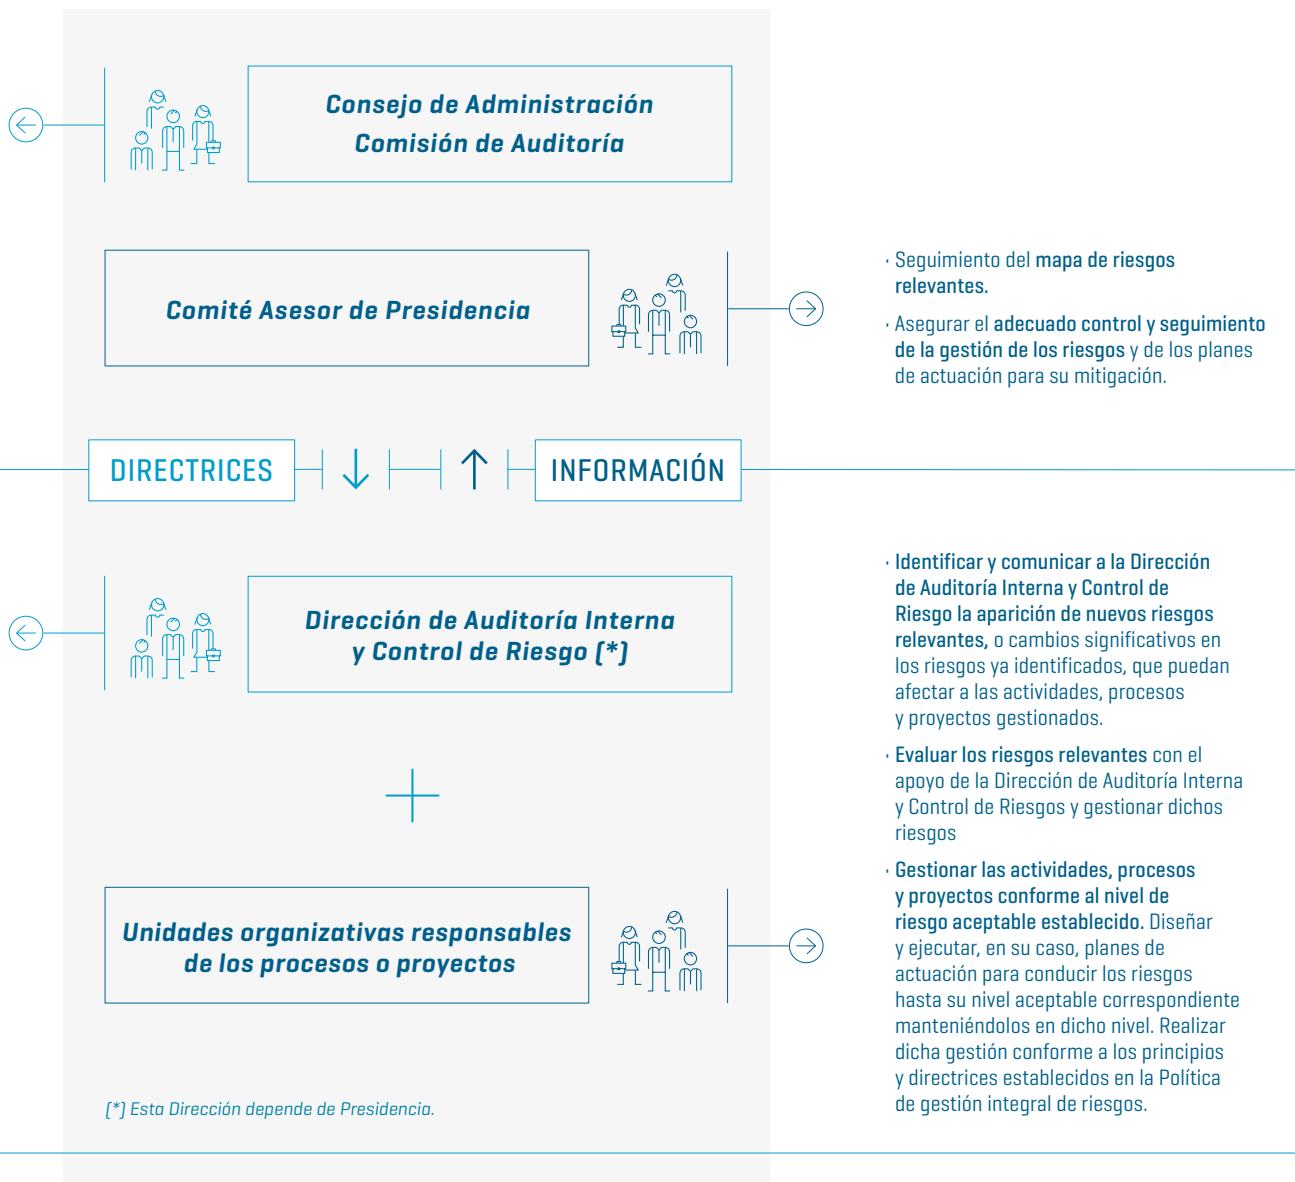 Consejo de Administración
Comisión de Auditoría
Comité Asesor de Presidencia
· Seguimiento del mapa de riesgos
relevantes.
· Asegurar el adecuado control y seguimiento
de la gestión de los riesgos y de los planes
de actuación para su mitigación.
DIRECTRICES
INFORMACIÓN
Dirección de Auditoría Interna
y Control de Riesgo (*)
· Identificar y comunicar a la Dirección
de Auditoría Interna y Control de
Riesgo la aparición de nuevos riesgos
relevantes, o cambios significativos en
los riesgos ya identificados, que puedan
afectar a las actividades, procesos
y proyectos gestionados.
· Evaluar los riesgos relevantes con el
apoyo de la Dirección de Auditoría Interna
y Control de Riesgos y gestionar dichos
riesgos
Unidades organizativas responsables
de los procesos o proyectos
· Gestionar las actividades, procesos
y proyectos conforme al nivel de
riesgo aceptable establecido. Diseñar
y ejecutar, en su caso, planes de
actuación para conducir los riesgos
hasta su nivel aceptable correspondiente
manteniéndolos en dicho nivel. Realizar
dicha gestión conforme a los principios
y directrices establecidos en la Política
de gestión integral de riesgos.
(*) Esta Dirección depende de Presidencia.